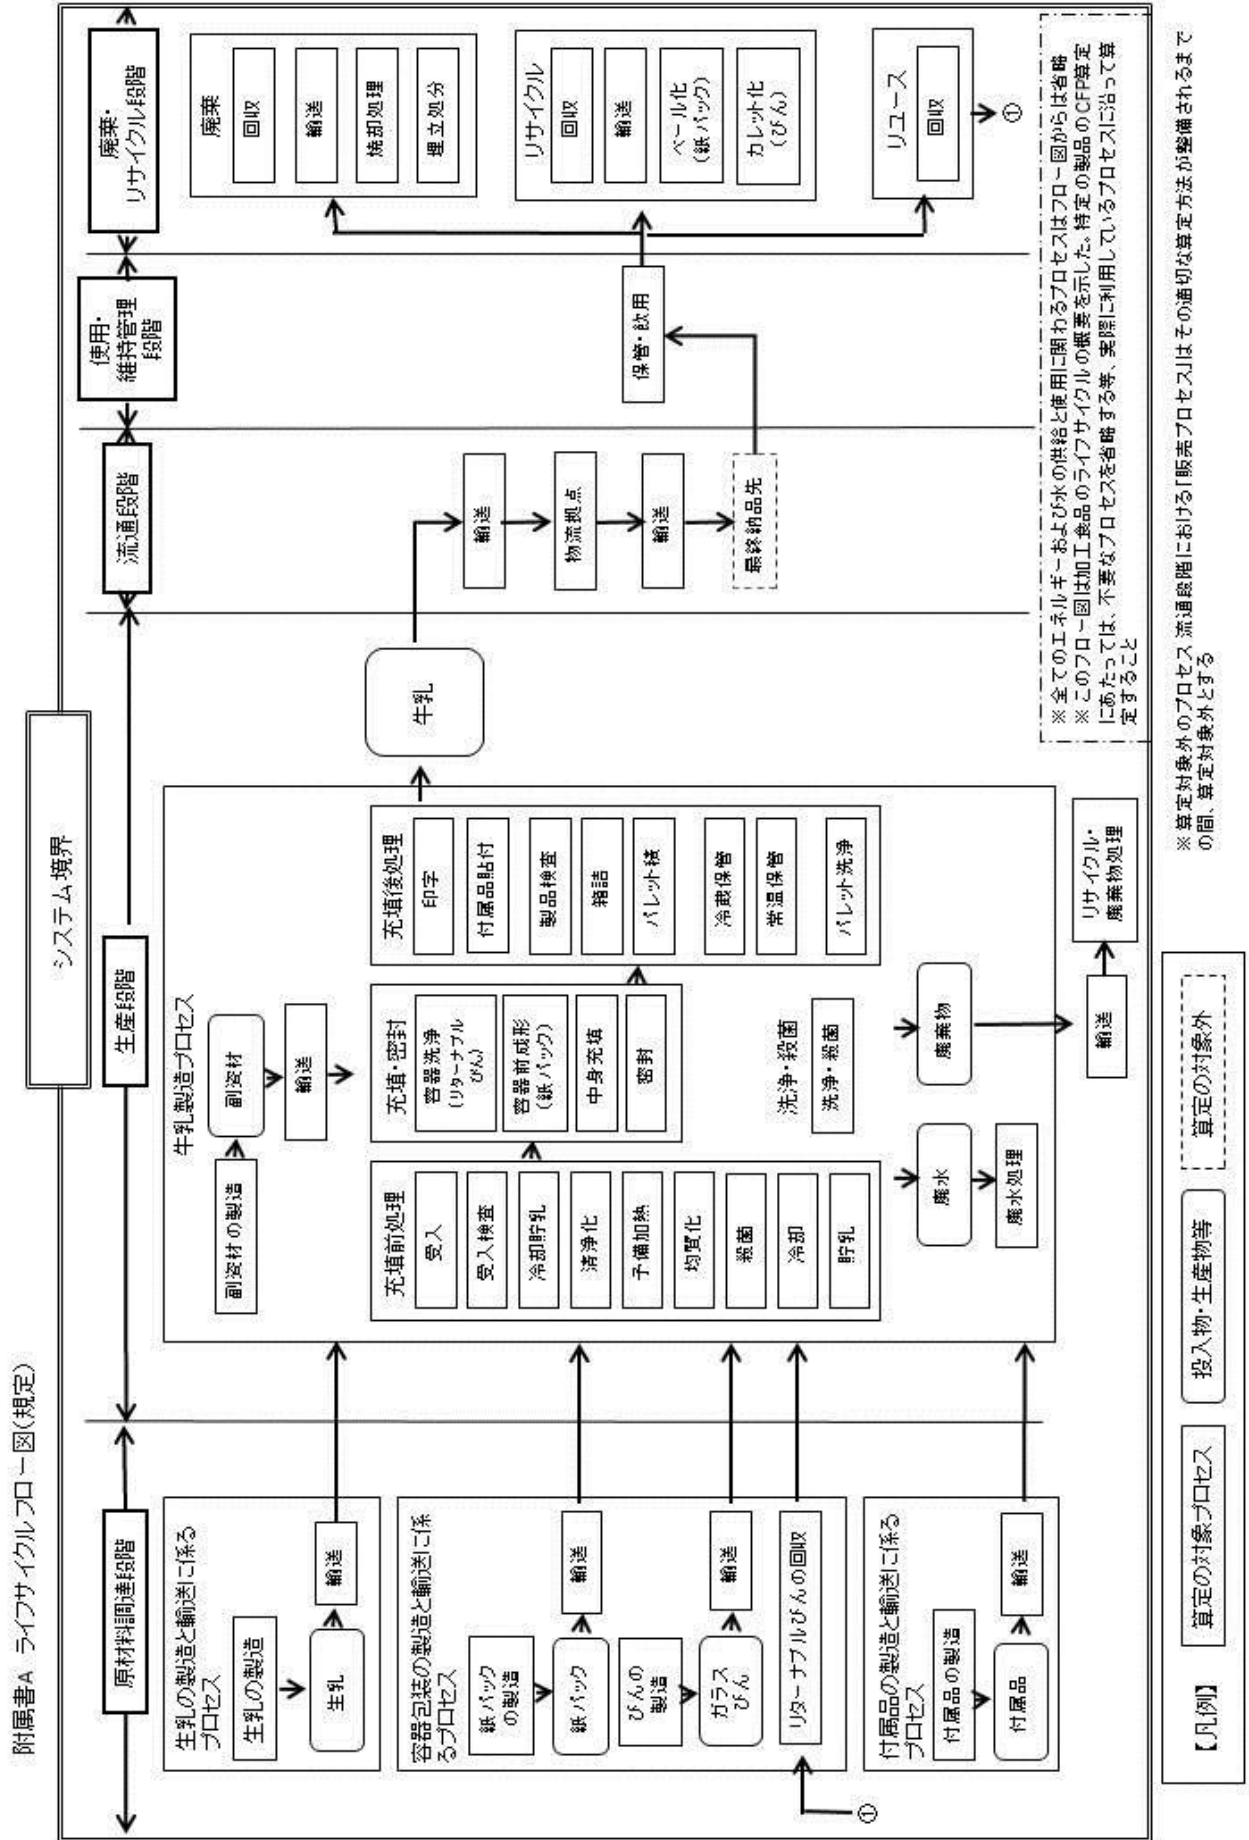 附属書A ライフサイクルフロー図(規定)
システム境界
原材料調達段階
生産段階
流通段階
使用・
維持管理
段階
廃棄・
リサイクル段階
生乳の製造と輸送に係る
プロセス
生乳の製造
生乳
輸送
容器包装の製造と輸送に係
るプロセス
紙パック
の製造
紙パック
輸送
びんの
製造
ガラス
びん
輸送
リターナブルびんの回収
①
付属品の製造と輸送に係る
プロセス
付属品の製造
付属品
輸送
牛乳製造プロセス
副資材の製造
副資材
輸送
充填前処理
受入
受入検査
冷却貯乳
清浄化
予備加熱
均質化
殺菌
冷却
貯乳
充填・密封
容器洗浄
(リターナブル
びん)
容器前成形
(紙パック)
中身充填
密封
充填後処理
印字
付属品貼付
製品検査
箱詰
パレット積
冷蔵保管
常温保管
パレット洗浄
洗浄・殺菌
洗浄・殺菌
廃水
廃水処理
廃棄物
輸送
リサイクル・
廃棄物処理
牛乳
輸送
物流拠点
輸送
最終納品先
保管・飲用
廃棄
回収
輸送
焼却処理
埋立処分
リサイクル
回収
輸送
ベール化
(紙パック)
カレット化
(びん)
リユース
回収
①
※全てのエネルギーおよび水の供給と使用に関わるプロセスはフロー図からは省略
※このフロー図は加工食品のライフサイクルの概要を示した。特定の製品のCFP算定
にあたっては、不要なプロセスを省略する等、実際に利用しているプロセスに沿って算
定すること
【凡例】
算定の対象プロセス
投入物・生産物等
算定の対象外
※算定対象外のプロセス 流通段階における「販売プロセス」はその適切な算定方法が整備されるまで
の間、算定対象外とする